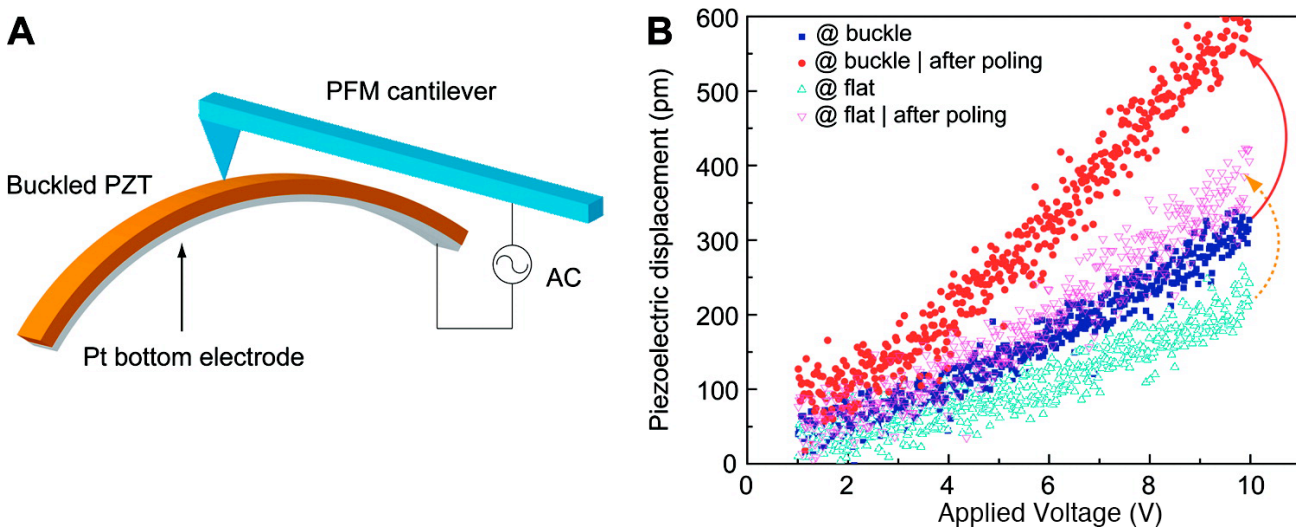 A
PFM cantilever
Buckled PZT
AC
Pt bottom electrode
B
Piezoelectric displacement (pm)
600
500
400
300
200
100
0
@ buckle
@ buckle | after poling
@ flat
@ flat | after poling
0 2 4 6 8 10
Applied Voltage (V)